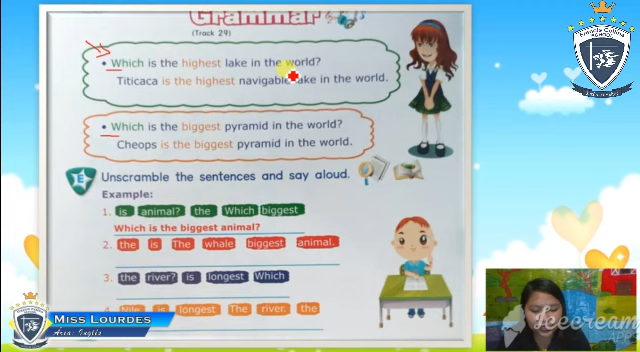 Grammar
(Track 29)
• Which is the highest lake in the world?
Titicaca is the highest navigable lake in the world.
• Which is the biggest pyramid in the world?
Cheops is the biggest pyramid in the world.
E Unscramble the sentences and say aloud.
Example:
1. is animal? the Which biggest
Which is the biggest animal?
2. the is The whale biggest animal.
3. the river? is longest Which
4. Nile is longest The river. the
MISS LOURDES
Area: Inglés
SCHOOL
Icecream
APPS